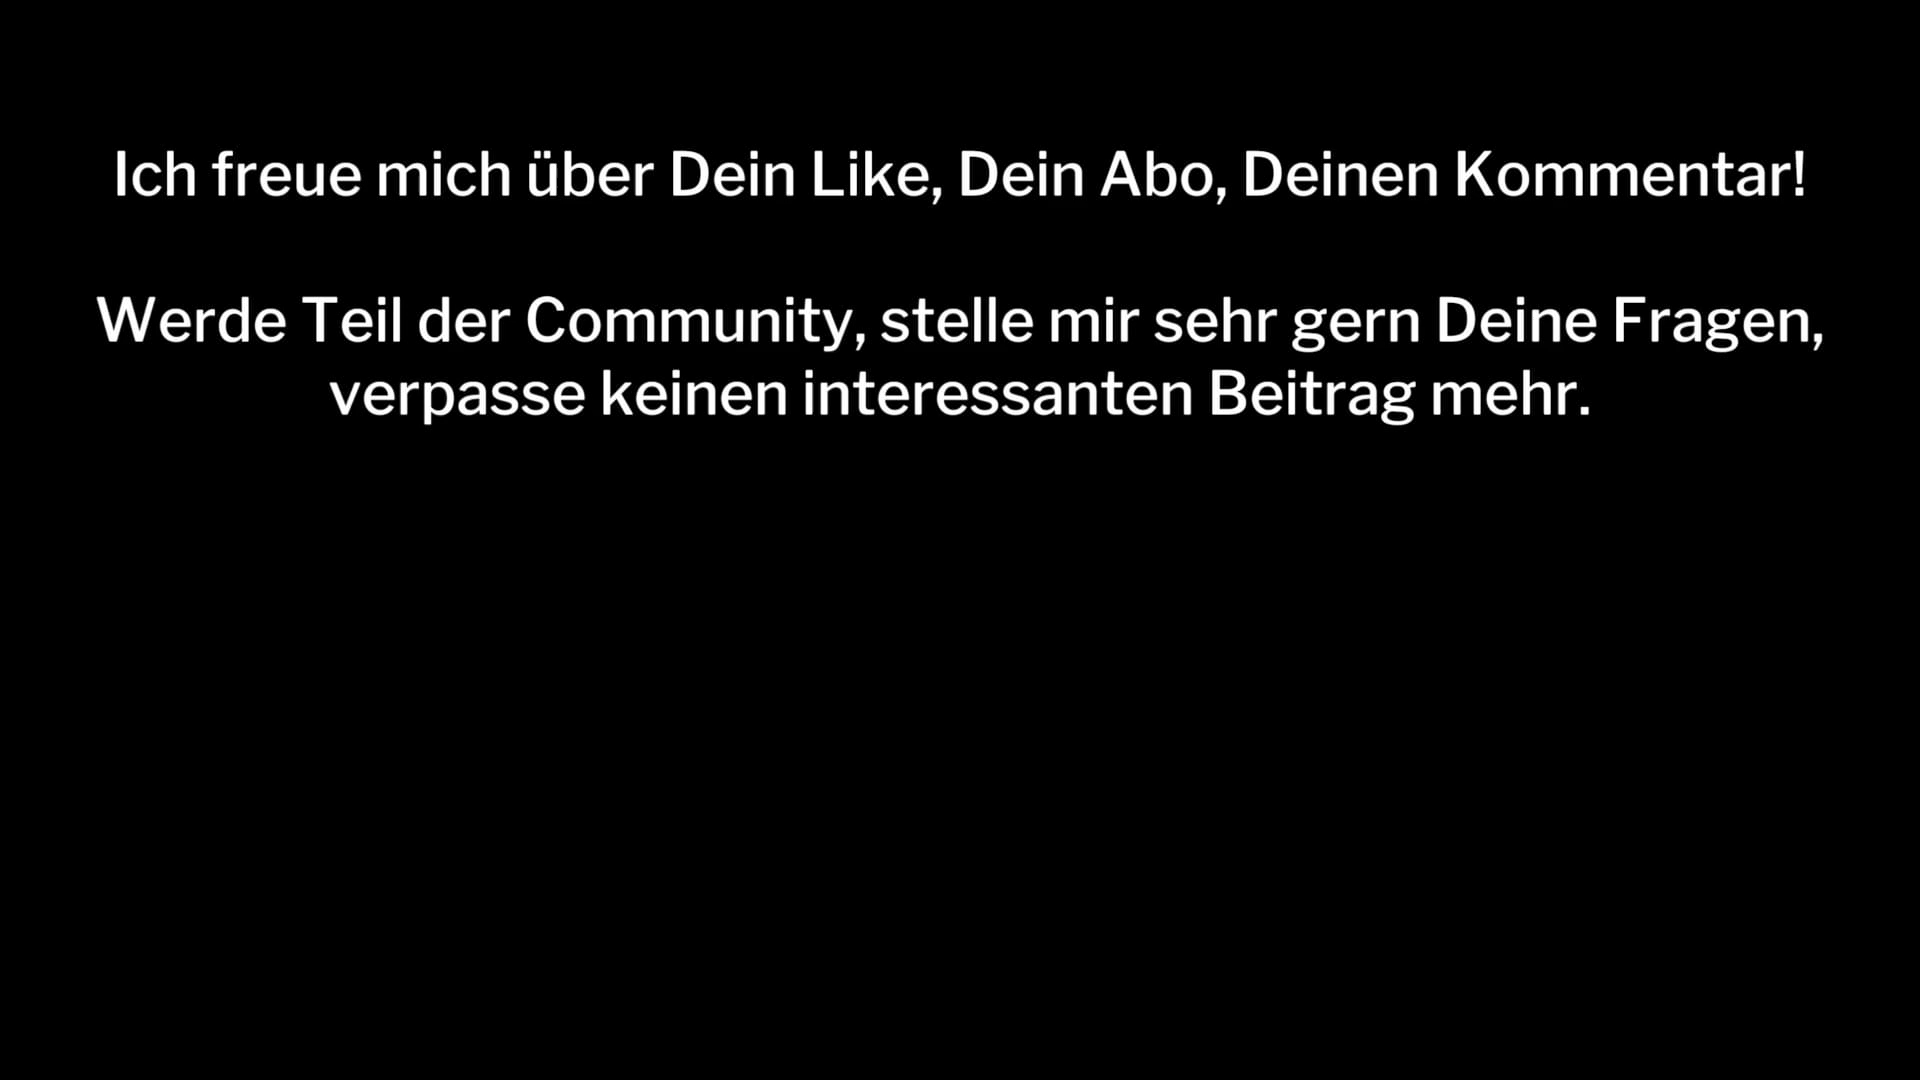 Ich freue mich über Dein Like, Dein Abo, Deinen Kommentar!
Werde Teil der Community, stelle mir sehr gern Deine Fragen,
verpasse keinen interessanten Beitrag mehr.